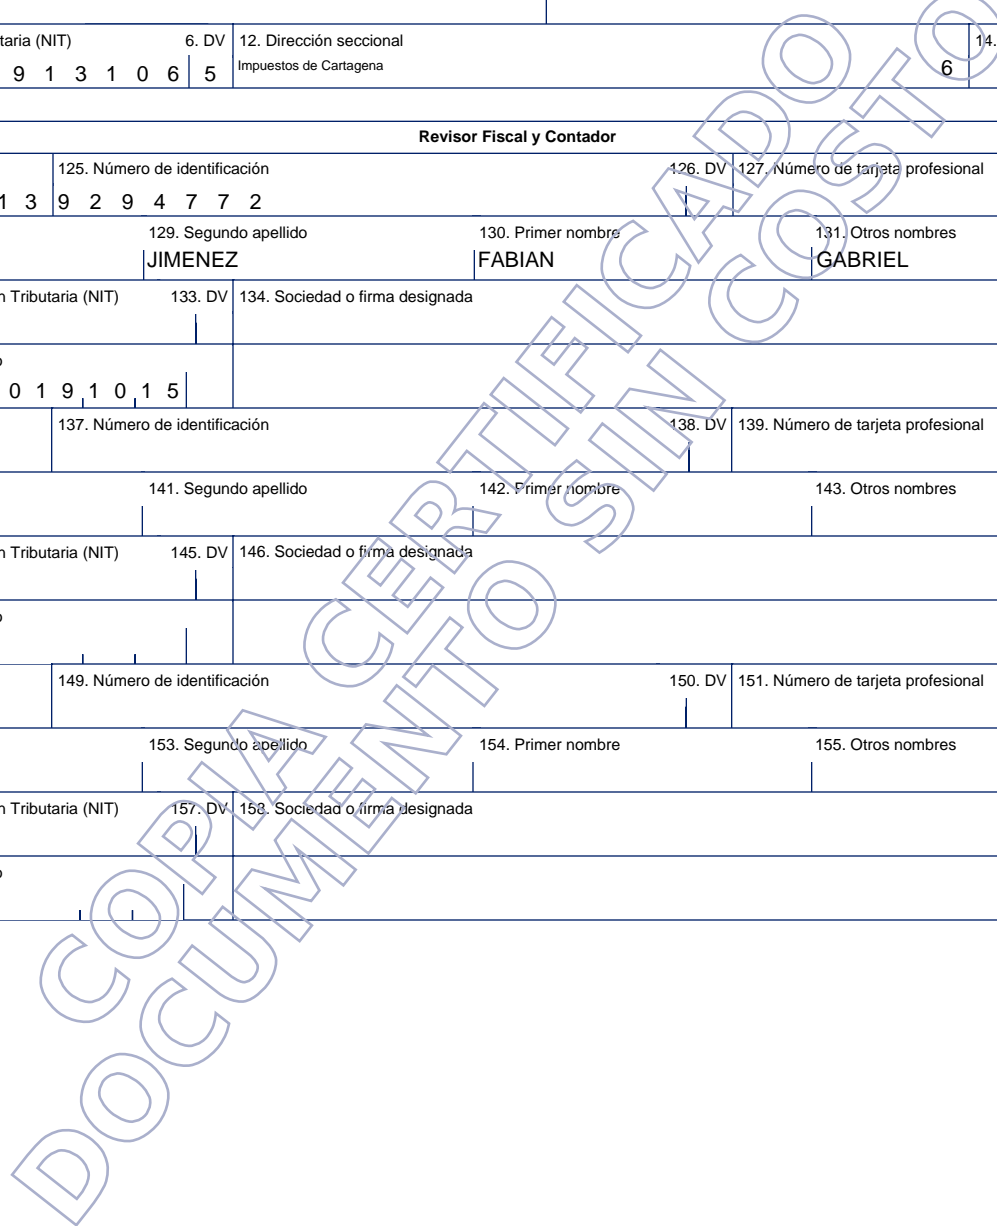 taria (NIT) 6. DV 12. Dirección seccional 14.
9 1 3 1 0 6 5 Impuestos de Cartagena 6
Revisor Fiscal y Contador
125. Número de identificación 126. DV 127. Número de tarjeta profesional
1 3 9 2 9 4 7 7 2
129. Segundo apellido 130. Primer nombre 131. Otros nombres
JIMENEZ FABIAN GABRIEL
n Tributaria (NIT) 133. DV 134. Sociedad o firma designada
o
0 1 9 1 0 1 5
137. Número de identificación 138. DV 139. Número de tarjeta profesional
141. Segundo apellido 142. Primer nombre 143. Otros nombres
n Tributaria (NIT) 145. DV 146. Sociedad o firma designada
o
149. Número de identificación 150. DV 151. Número de tarjeta profesional
153. Segundo apellido 154. Primer nombre 155. Otros nombres
n Tributaria (NIT) 157. DV 158. Sociedad o firma designada
o
COPIA CERTIFICADO
DOCUMENTO SIN COSTO